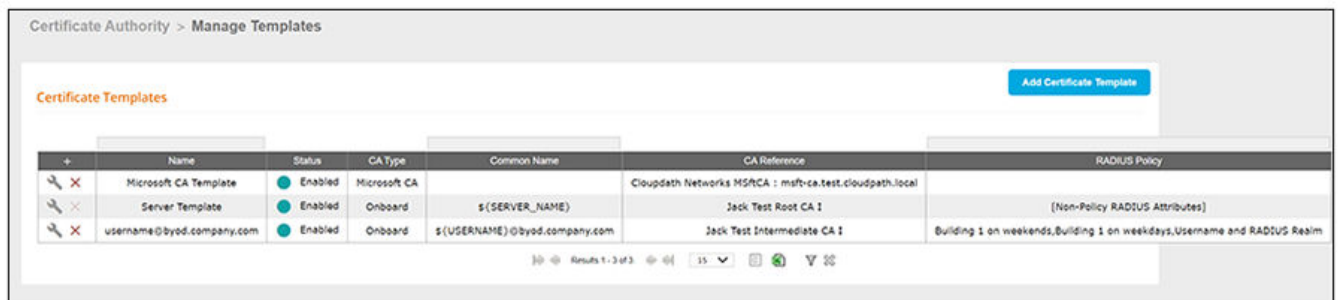 Certificate Authority > Manage Templates
Add Certificate Template
Certificate Templates
+ Name Status CA Type Common Name CA Reference RADIUS Policy
Microsoft CA Template Enabled Microsoft CA Cloupdath Networks MSftCA : msft-ca.test.cloudpath.local
Server Template Enabled Onboard ${SERVER_NAME} Jack Test Root CA I [Non-Policy RADIUS Attributes]
username@byod.company.com Enabled Onboard ${USERNAME}@byod.company.com Jack Test Intermediate CA I Building 1 on weekends,Building 1 on weekdays,Username and RADIUS Realm
Results 1 - 3 of 3 15